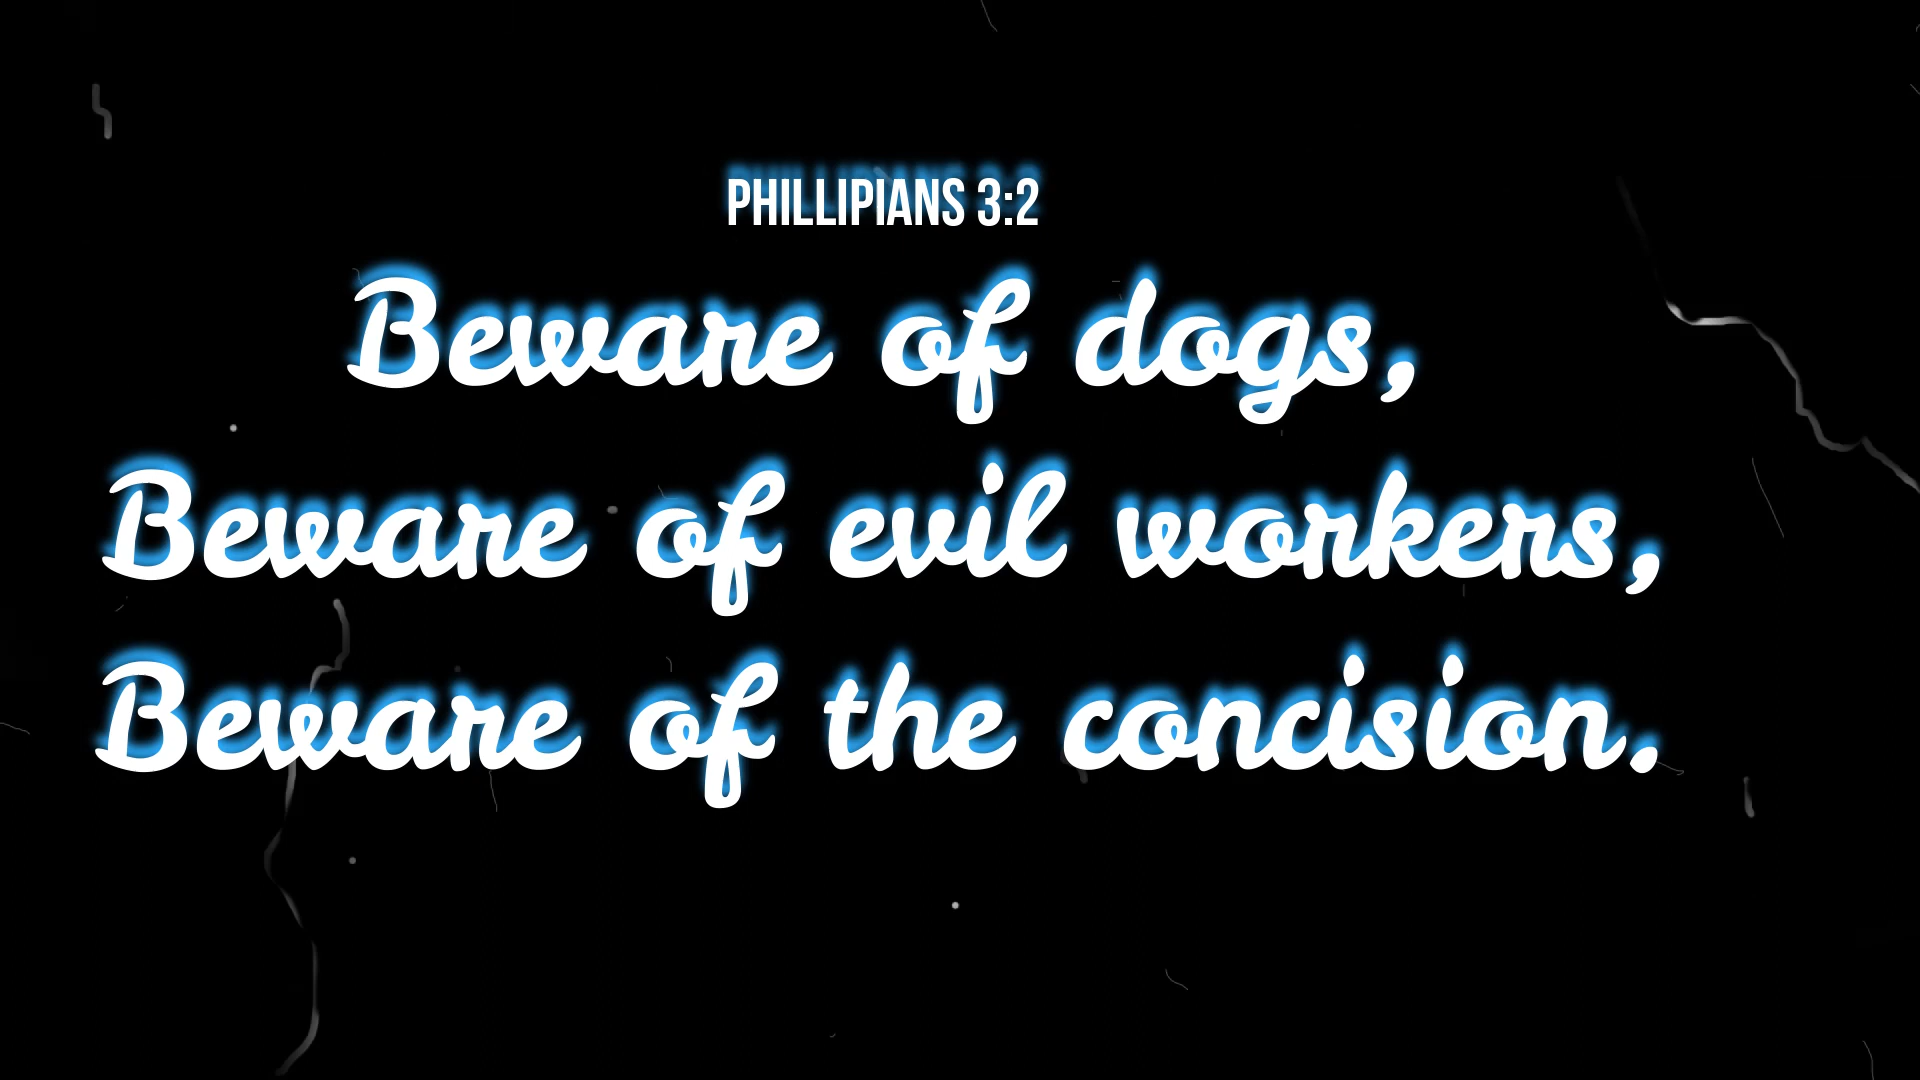 PHILLIPIANS 3:2
Beware of dogs,
Beware of evil workers,
Beware of the concision.